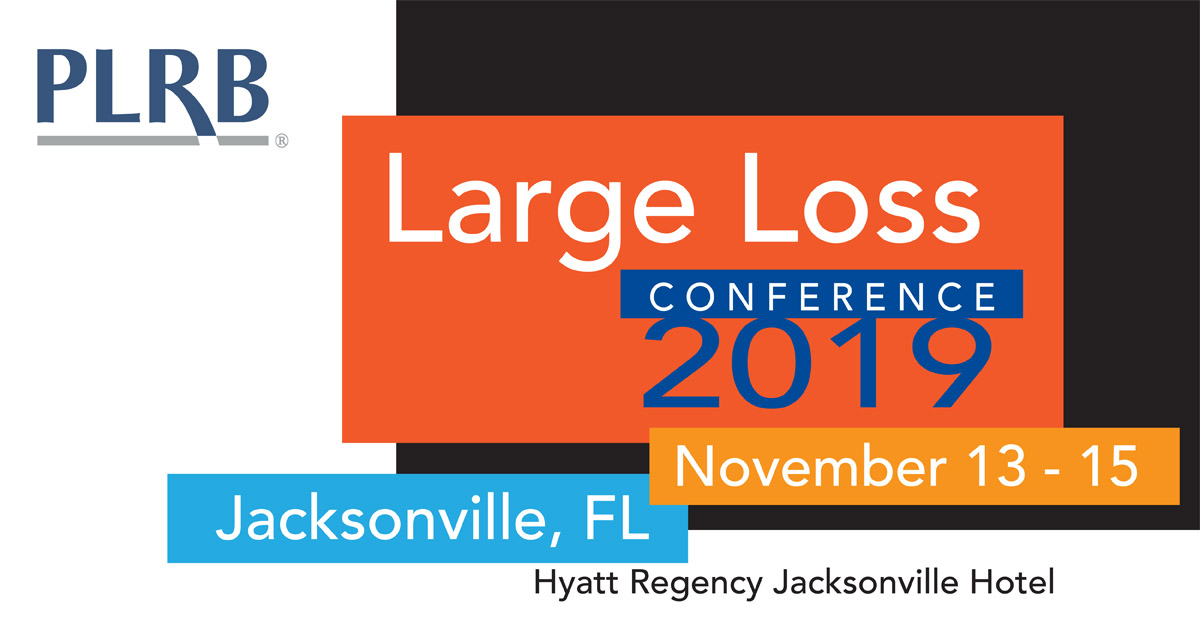 PLRB®
Large Loss
CONFERENCE
2019
November 13 - 15
Jacksonville, FL
Hyatt Regency Jacksonville Hotel